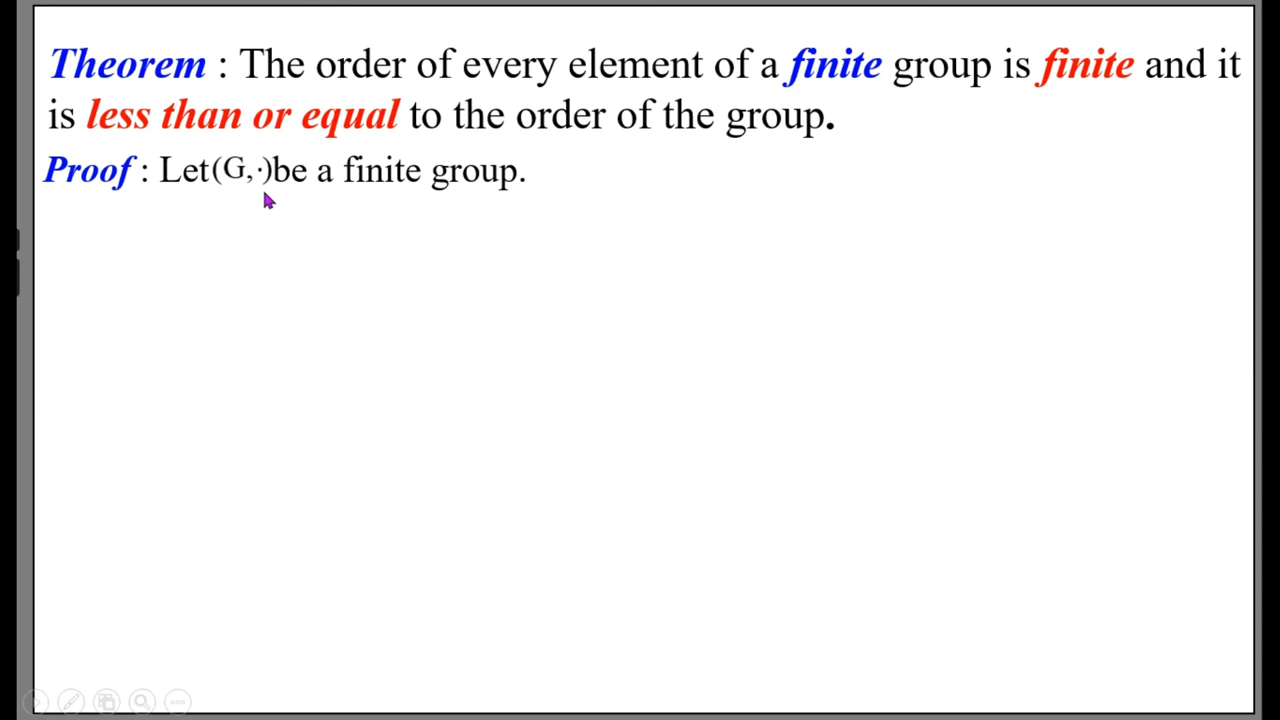 Theorem : The order of every element of a finite group is finite and it
is less than or equal to the order of the group.
Proof : Let (G,·) be a finite group.